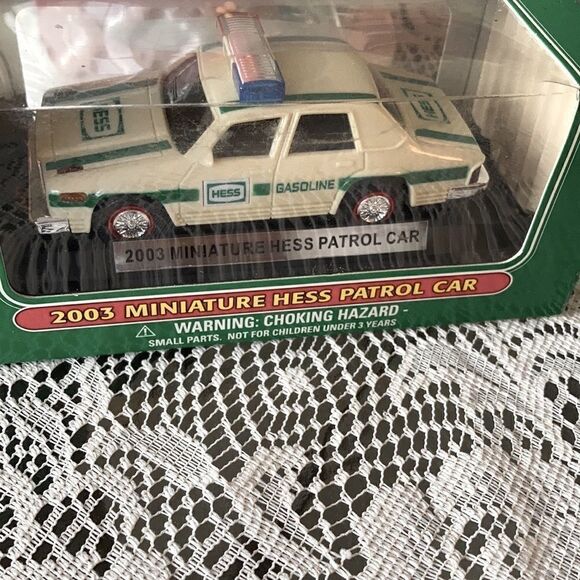 HESS
HESS
GASOLINE
2003 MINIATURE HESS PATROL CAR
2003 MINIATURE HESS PATROL CAR
WARNING: CHOKING HAZARD -
SMALL PARTS. NOT FOR CHILDREN UNDER 3 YEARS